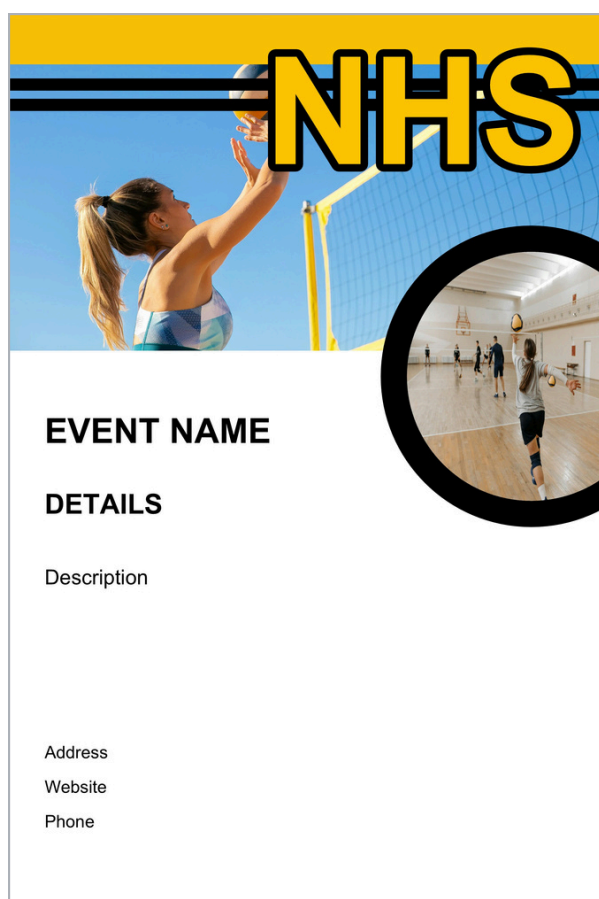 NHS
EVENT NAME
DETAILS
Description
Address
Website
Phone